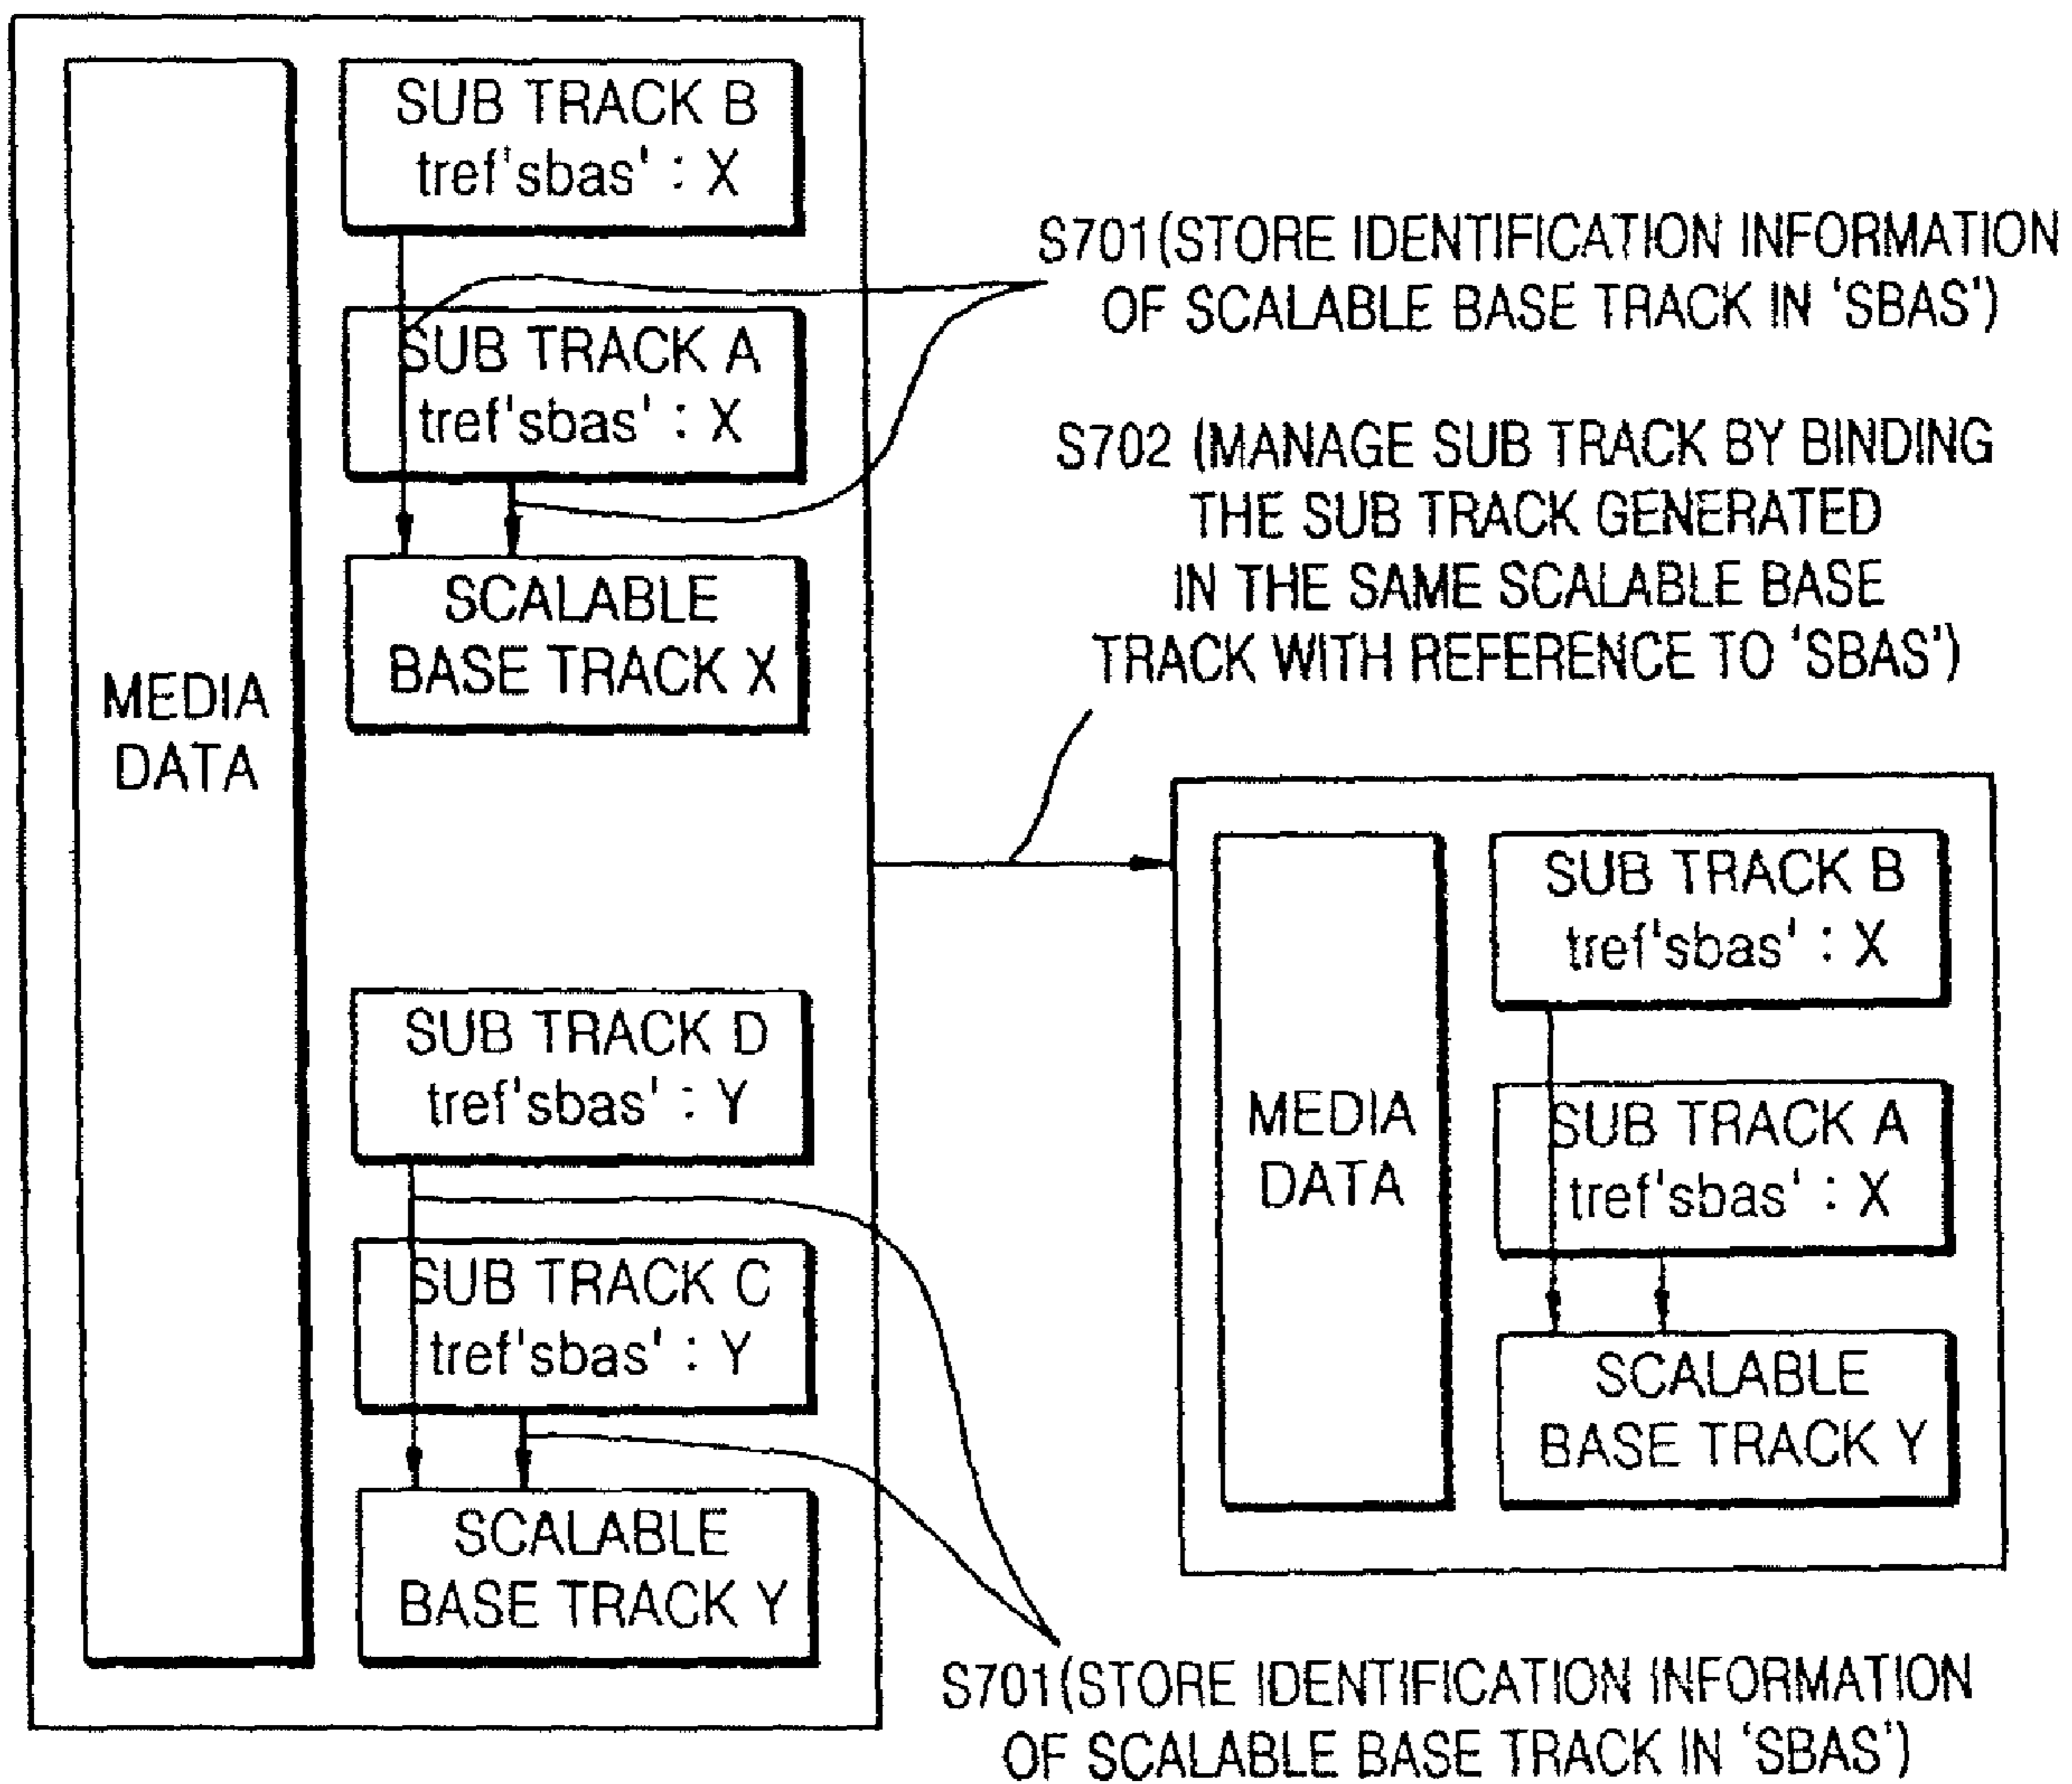 SUB TRACK B
tref'sbas' : X
SUB TRACK A
tref'sbas' : X
SCALABLE
BASE TRACK X
MEDIA
DATA
SUB TRACK D
tref'sbas' : Y
SUB TRACK C
tref'sbas' : Y
SCALABLE
BASE TRACK Y
S701(STORE IDENTIFICATION INFORMATION
OF SCALABLE BASE TRACK IN 'SBAS')
S702 (MANAGE SUB TRACK BY BINDING
THE SUB TRACK GENERATED
IN THE SAME SCALABLE BASE
TRACK WITH REFERENCE TO 'SBAS')
SUB TRACK B
tref'sbas' : X
MEDIA
DATA
SUB TRACK A
tref'sbas' : X
SCALABLE
BASE TRACK Y
S701(STORE IDENTIFICATION INFORMATION
OF SCALABLE BASE TRACK IN 'SBAS')